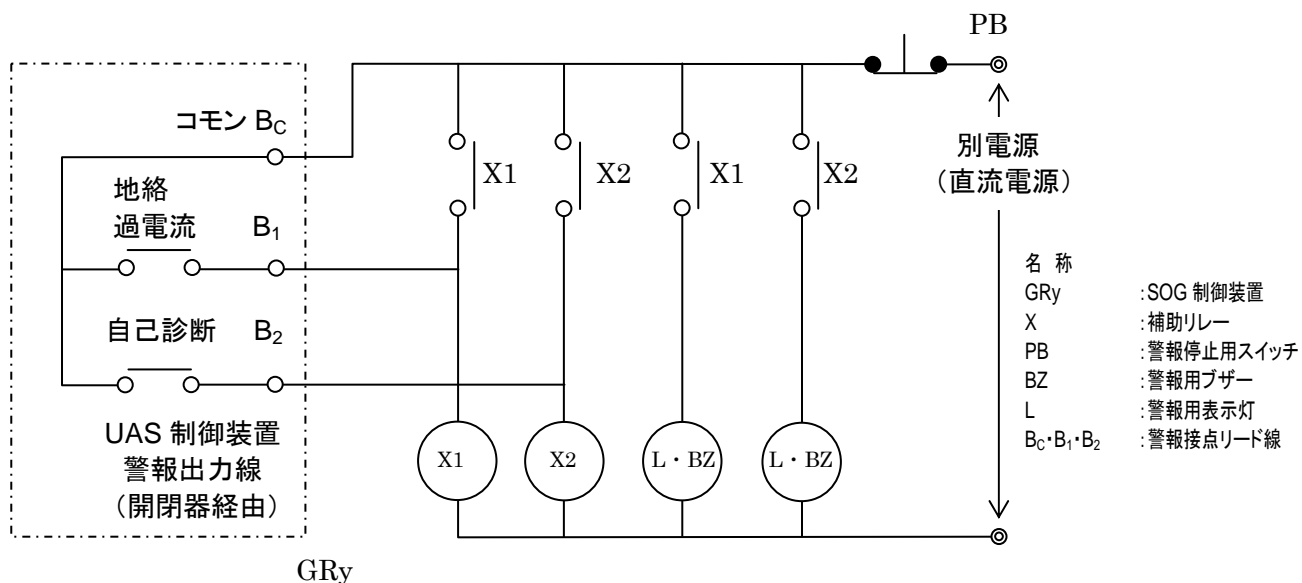 PB
コモン BC
X1
X2
X1
X2
別電源
（直流電源）
地絡
過電流
B1
自己診断
B2
名 称
GRy :SOG 制御装置
X :補助リレー
PB :警報停止用スイッチ
BZ :警報用ブザー
L :警報用表示灯
BC・B1・B2 :警報接点リード線
UAS 制御装置
警報出力線
（開閉器経由）
X1
X2
L・BZ
L・BZ
GRy